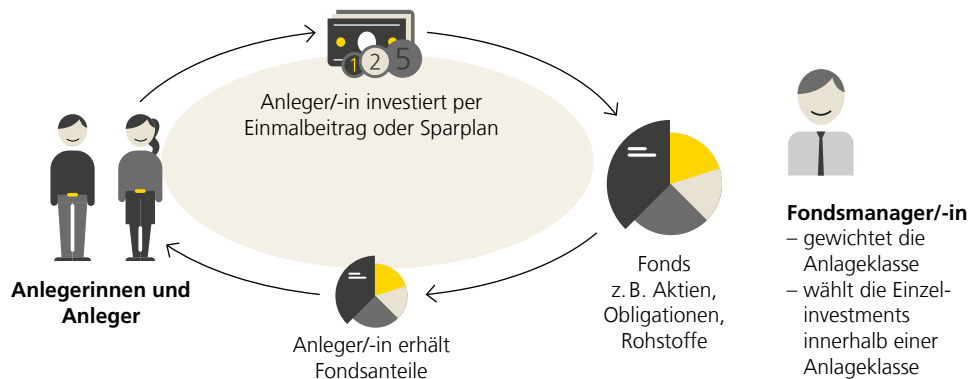 1 2 5
Anleger/-in investiert per
Einmalbeitrag oder Sparplan
Anlegerinnen und
Anleger
Anleger/-in erhält
Fondsanteile
Fonds
z. B. Aktien,
Obligationen,
Rohstoffe
Fondsmanager/-in
– gewichtet die
Anlageklasse
– wählt die Einzel-
investments
innerhalb einer
Anlageklasse